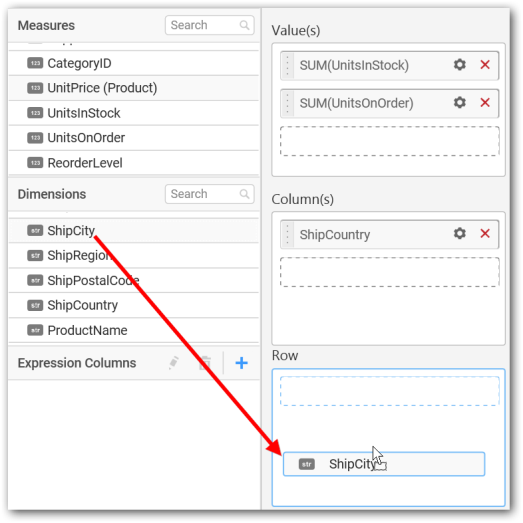 Measures
Search
123 CategoryID
123 UnitPrice (Product)
123 UnitsInStock
123 UnitsOnOrder
123 ReorderLevel
Dimensions
Search
str ShipCity
str ShipRegion
str ShipPostalCode
str ShipCountry
str ProductName
Expression Columns
Value(s)
SUM(UnitsInStock)
SUM(UnitsOnOrder)
Column(s)
ShipCountry
Row
str ShipCity